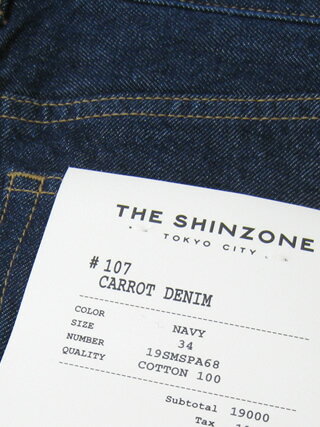 THE SHINZONE
TOKYO CITY
#107
CARROT DENIM
COLOR NAVY
SIZE 34
NUMBER 19SMSPA68
QUALITY COTTON 100
Subtotal 19000
Tax